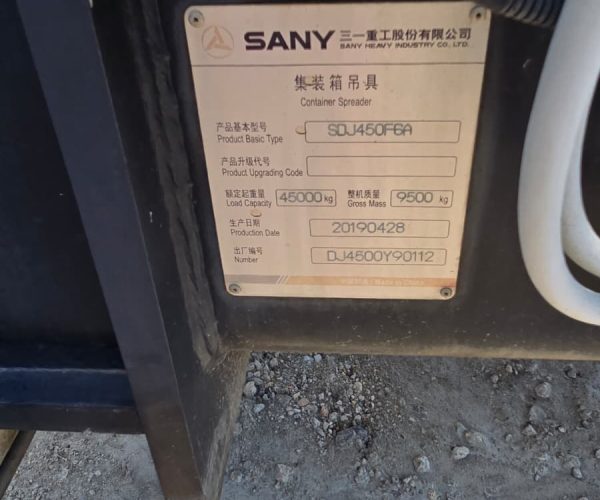 SANY 三一重工股份有限公司
SANY HEAVY INDUSTRY CO., LTD.
集装箱吊具
Container Spreader
产品基本型号 SDJ450F6A
Product Basic Type
产品升级代号
Product Upgrading Code
额定起重量 45000 kg 整机质量 9500 kg
Load Capacity Gross Mass
生产日期 20190428
Production Date
出厂编号 DJ4500Y90112
Number